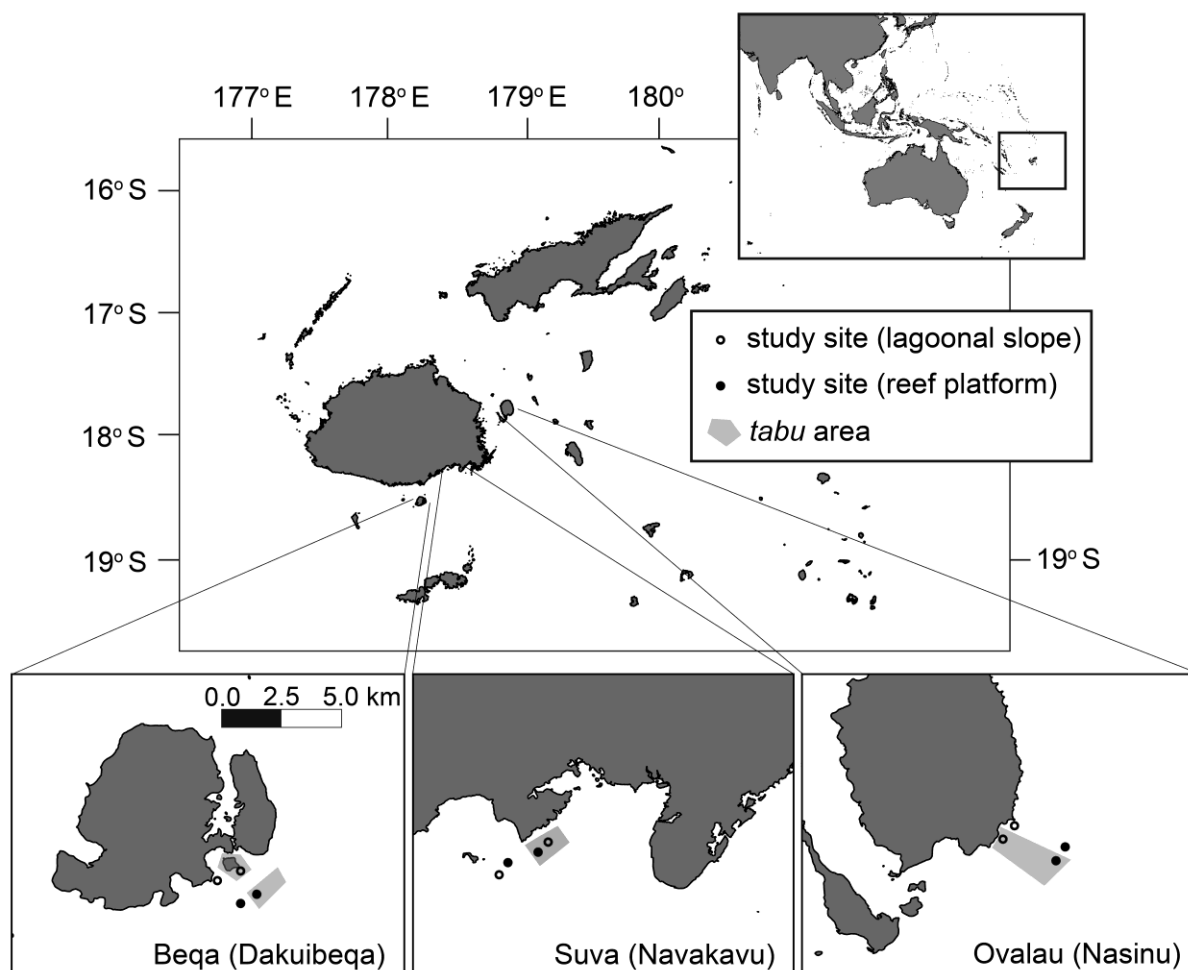 177°E 178°E 179°E 180°
16°S
17°S
18°S
19°S
19°S
study site (lagoonal slope)
study site (reef platform)
tabu area
0.0 2.5 5.0 km
Beqa (Dakuibeqa)
Suva (Navakavu)
Ovalau (Nasinu)